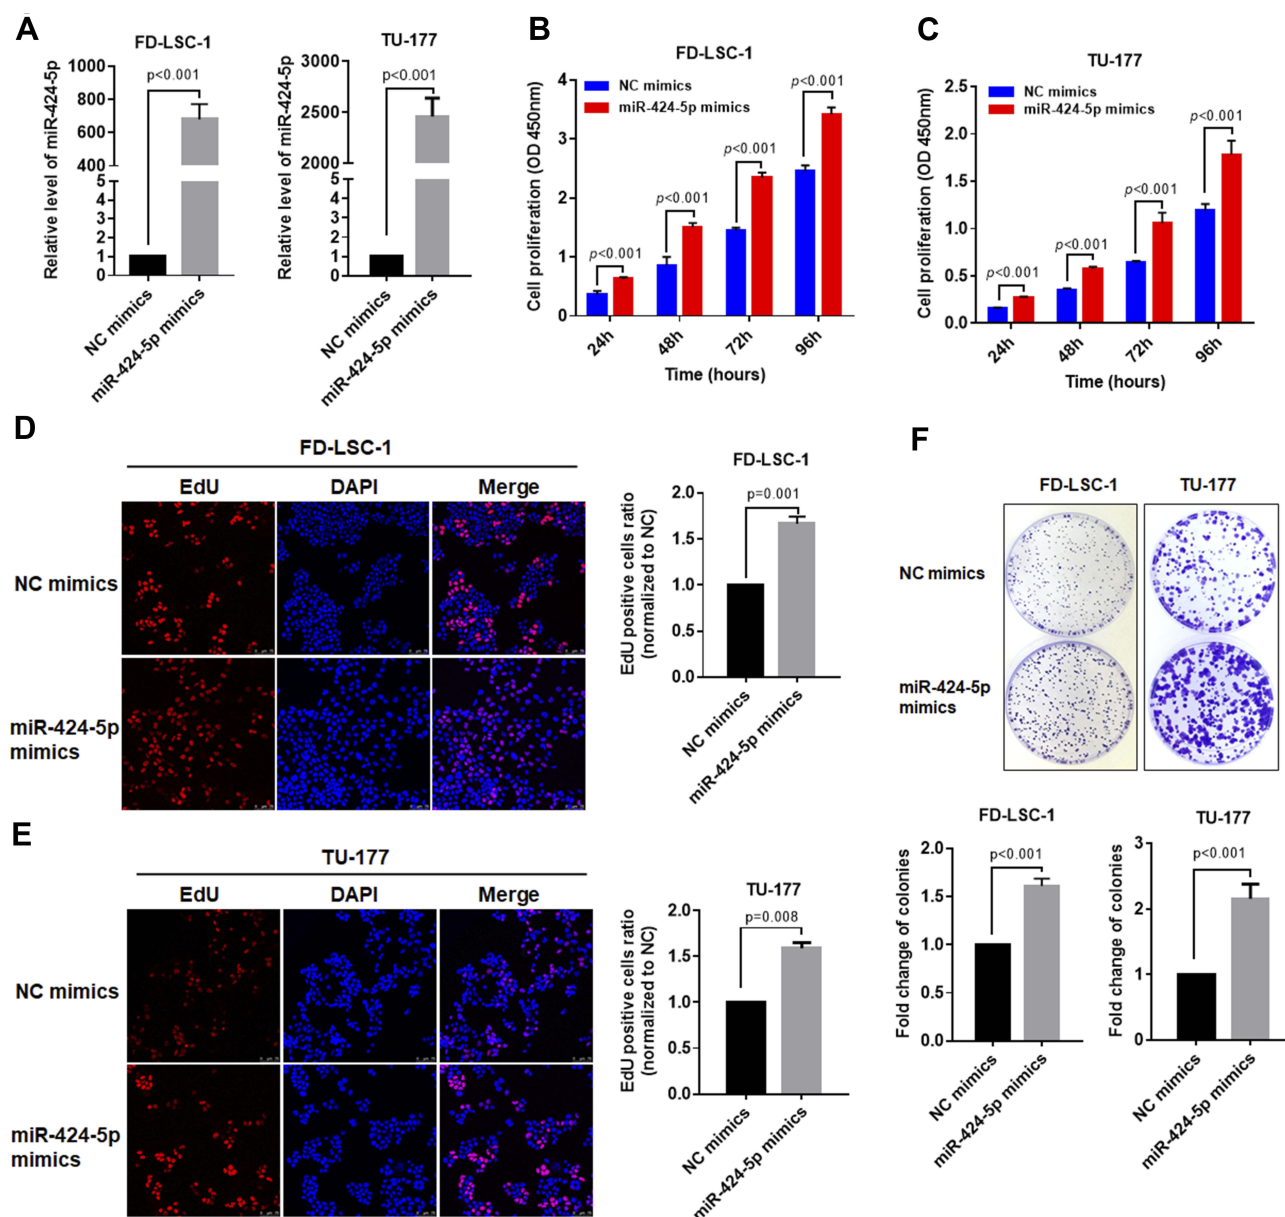 A
FD-LSC-1
Relative level of miR-424-5p
1000
800
600
400
5
4
3
2
1
0
p<0.001
NC mimics
miR-424-5p mimics
TU-177
Relative level of miR-424-5p
3000
2500
2000
5
4
3
2
1
0
p<0.001
NC mimics
miR-424-5p mimics
B
FD-LSC-1
Cell proliferation (OD 450nm)
4
3
2
1
0
NC mimics
miR-424-5p mimics
p<0.001
p<0.001
p<0.001
p<0.001
24h
48h
72h
96h
Time (hours)
C
TU-177
Cell proliferation (OD 450nm)
2.5
2.0
1.5
1.0
0.5
0.0
NC mimics
miR-424-5p mimics
p<0.001
p<0.001
p<0.001
p<0.001
24h
48h
72h
96h
Time (hours)
D
FD-LSC-1
EdU
DAPI
Merge
NC mimics
miR-424-5p
mimics
FD-LSC-1
EdU positive cells ratio
(normalized to NC)
2.0
1.5
1.0
0.5
0.0
p=0.001
NC mimics
miR-424-5p mimics
E
TU-177
EdU
DAPI
Merge
NC mimics
miR-424-5p
mimics
TU-177
EdU positive cells ratio
(normalized to NC)
2.0
1.5
1.0
0.5
0.0
p=0.008
NC mimics
miR-424-5p mimics
F
FD-LSC-1
TU-177
NC mimics
miR-424-5p
mimics
FD-LSC-1
Fold change of colonies
2.0
1.5
1.0
0.5
0.0
p<0.001
NC mimics
miR-424-5p mimics
TU-177
Fold change of colonies
3
2
1
0
p<0.001
NC mimics
miR-424-5p mimics